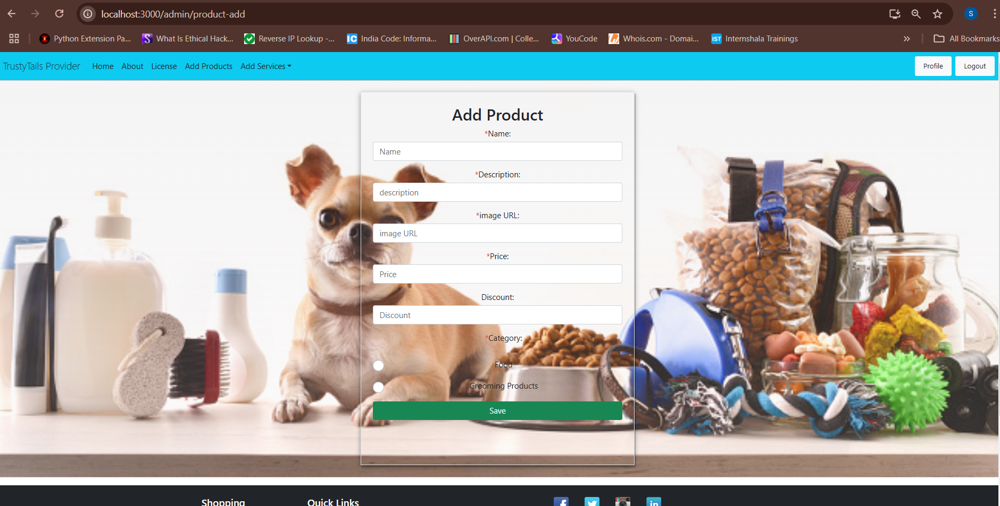 localhost:3000/admin/product-add
S
Python Extension Pa...
What Is Ethical Hack...
Reverse IP Lookup -...
IC India Code: Informa...
OverAPI.com | Colle...
YouCode
Whois.com - Domai...
IST Internshala Trainings
»
All Bookmarks
TrustyTails Provider
Home
About
License
Add Products
Add Services
Profile
Logout
Add Product
*Name:
Name
*Description:
description
*image URL:
image URL
*Price:
Price
Discount:
Discount
*Category:
Food
Grooming Products
Save
Shopping
Quick Links
f
in